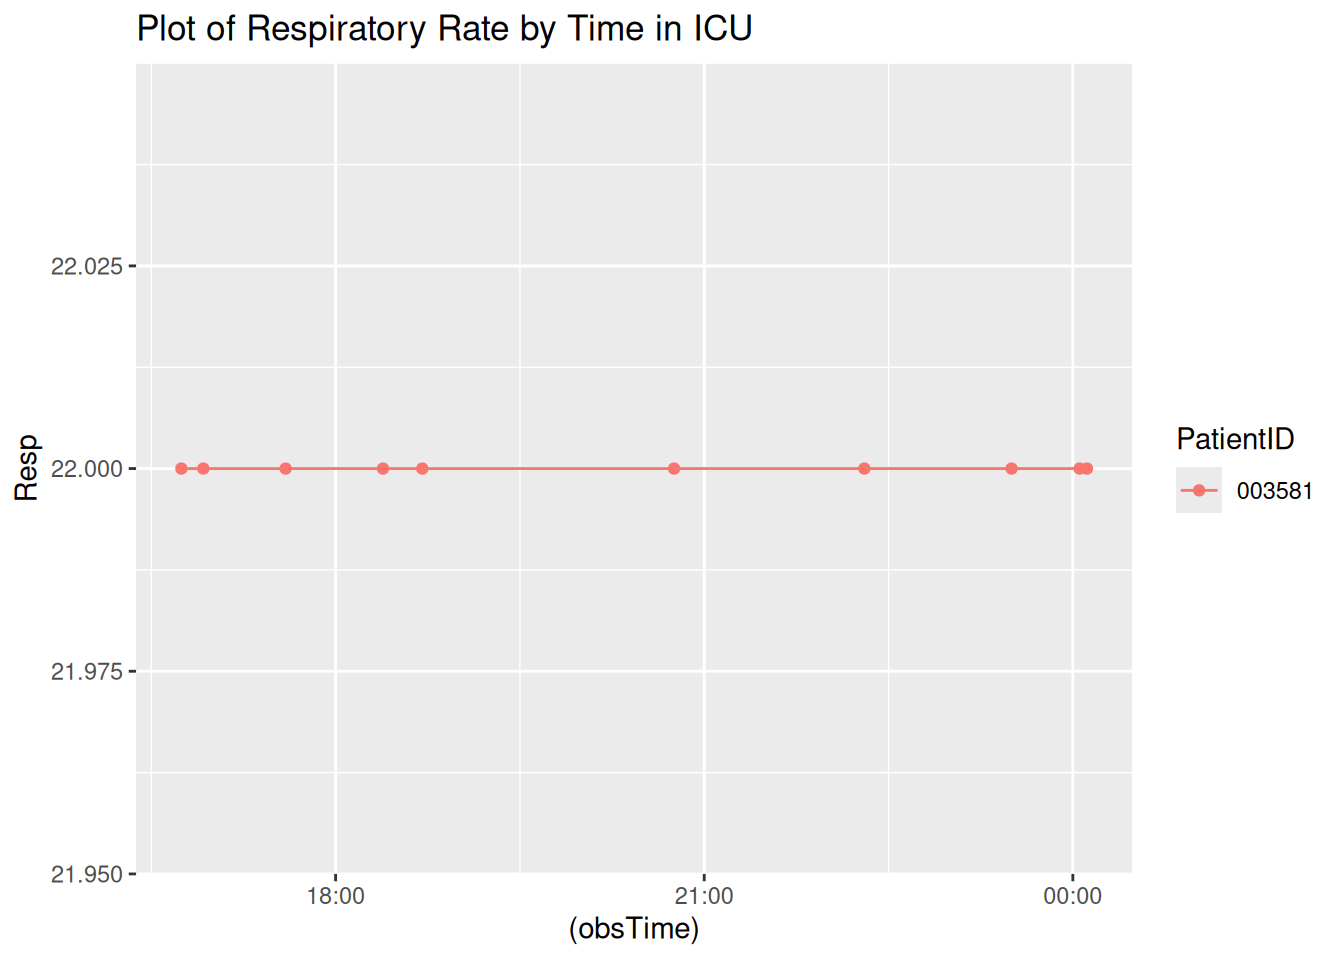 Plot of Respiratory Rate by Time in ICU
Resp
22.025
22.000
21.975
21.950
18:00 21:00 00:00
(obsTime)
PatientID
003581